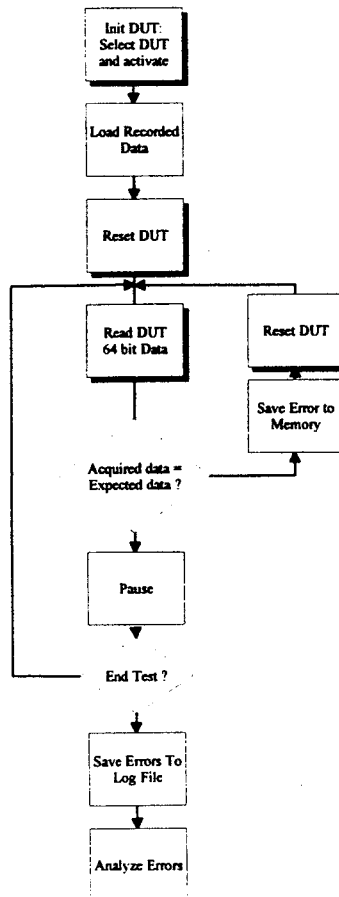 Init DUT:
Select DUT
and activate
Load Recorded
Data
Reset DUT
Read DUT
64 bit Data
Reset DUT
Save Error to
Memory
Acquired data =
Expected data ?
Pause
End Test ?
Save Errors To
Log File
Analyze Errors